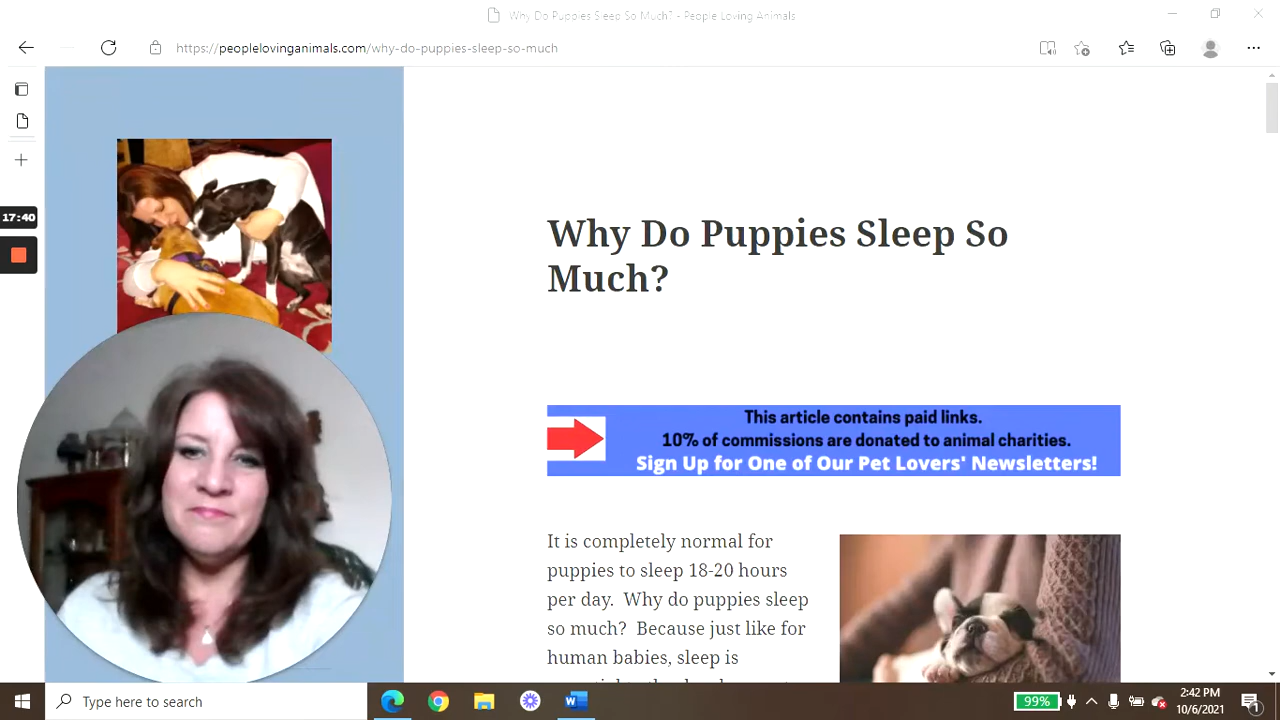 Why Do Puppies Sleep So Much? - People Loving Animals
https://peoplelovinganimals.com/why-do-puppies-sleep-so-much
17:40
Why Do Puppies Sleep So
Much?
This article contains paid links.
10% of commissions are donated to animal charities.
Sign Up for One of Our Pet Lovers' Newsletters!
It is completely normal for
puppies to sleep 18-20 hours
per day. Why do puppies sleep
so much? Because just like for
human babies, sleep is
Type here to search
99%
2:42 PM
10/6/2021
1